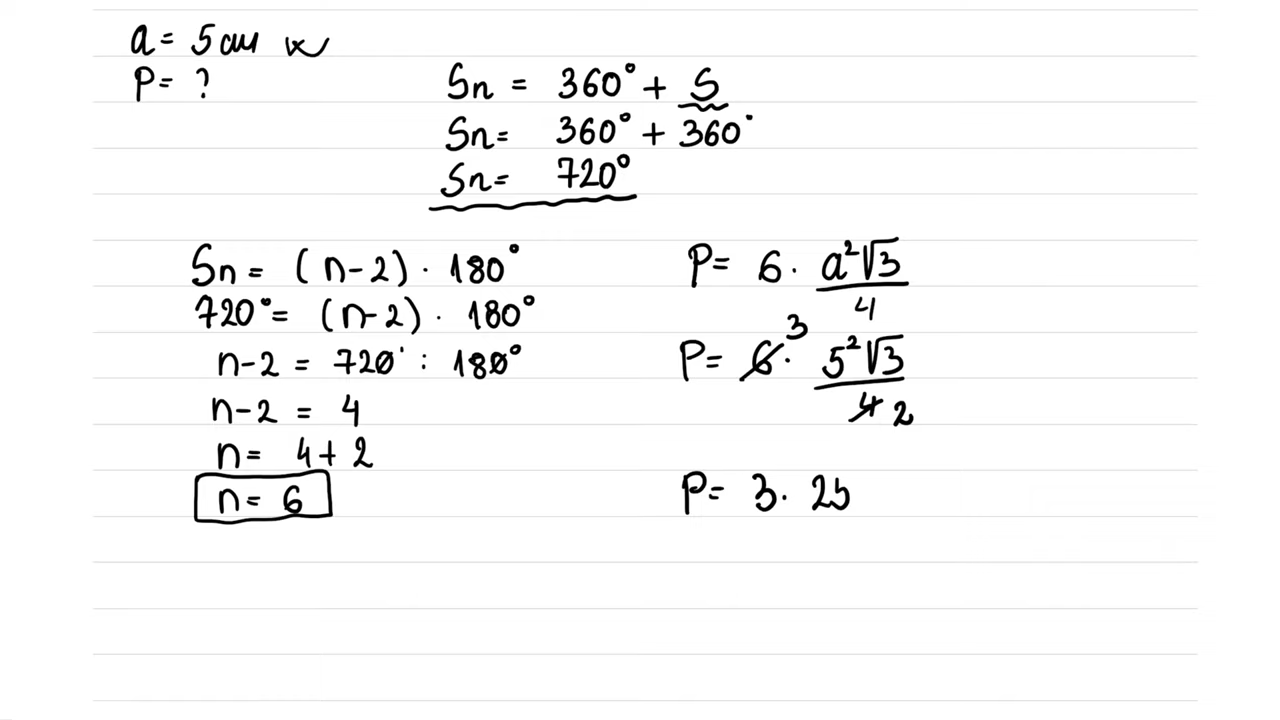 a = 5 cm
P = ?
Sn = 360° + S
Sn = 360° + 360°
Sn = 720°
Sn = (n-2) · 180°
720° = (n-2) · 180°
n-2 = 720° : 180°
n-2 = 4
n = 4+2
n = 6
P = 6 · a²√3 / 4
P = 6 · 3 5²√3 / 4 2
P = 3 · 25